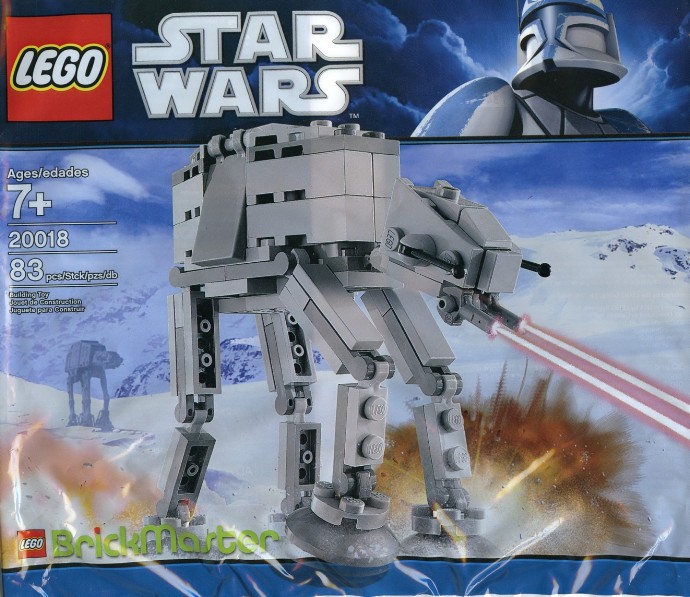 LEGO
STAR
WARS™
Ages/edades
7+
20018
83 pcs/Stck/pzs/db
Building Toy
Jouet de Construction
Juguete para Construir
LEGO BrickMaster